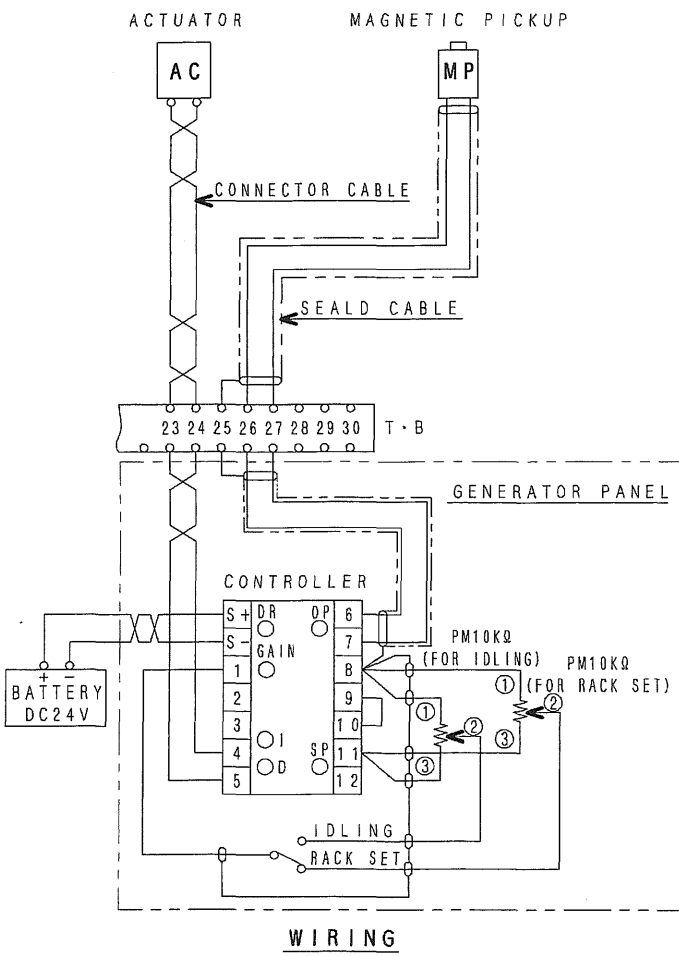 ACTUATOR
MAGNETIC PICKUP
AC
MP
CONNECTOR CABLE
SEALD CABLE
23 24 25 26 27 28 29 30
T・B
GENERATOR PANEL
CONTROLLER
S+
DR
OP
6
S-
7
GAIN
PM10KΩ
(FOR IDLING)
1
8
PM10KΩ
(FOR RACK SET)
BATTERY
DC24V
+
-
2
9
①
②
③
3
10
①
②
③
4
I
SP
11
5
D
12
IDLING
RACK SET
WIRING